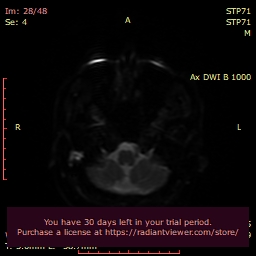 Im: 28/48
Se: 4
A
STP71
STP71
M
Ax DWI B 1000
R
L
You have 30 days left in your trial period.
Purchase a license at https://radiantviewer.com/store/